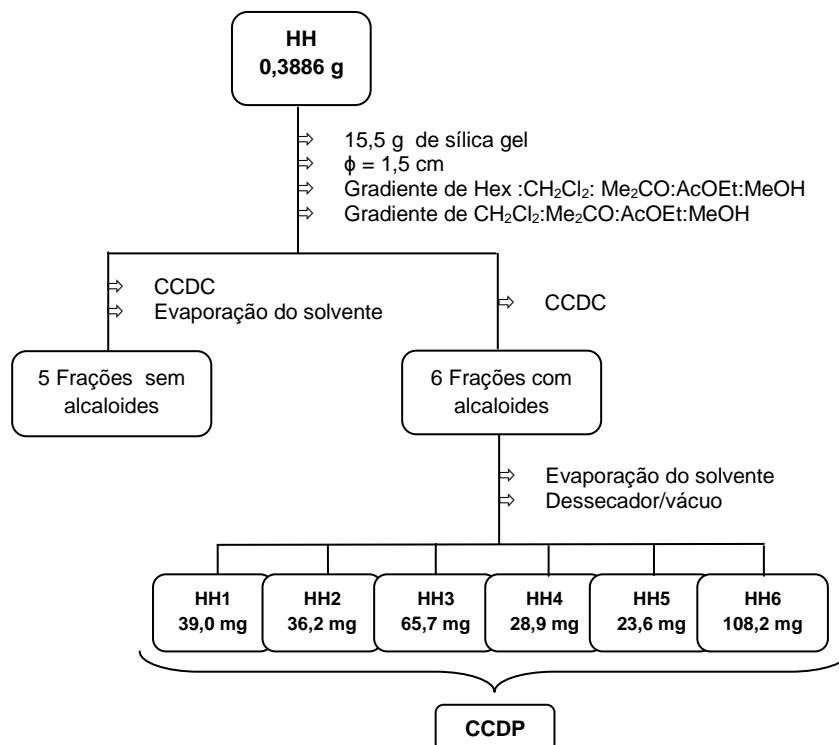 HH
0,3886 g
⇨ 15,5 g de sílica gel
⇨ ϕ = 1,5 cm
⇨ Gradiente de Hex :CH₂Cl₂: Me₂CO:AcOEt:MeOH
⇨ Gradiente de CH₂Cl₂:Me₂CO:AcOEt:MeOH
⇨ CCDC
⇨ Evaporação do solvente
⇨ CCDC
5 Frações sem
alcaloides
6 Frações com
alcaloides
⇨ Evaporação do solvente
⇨ Dessecador/vácuo
HH1
39,0 mg
HH2
36,2 mg
HH3
65,7 mg
HH4
28,9 mg
HH5
23,6 mg
HH6
108,2 mg
CCDP